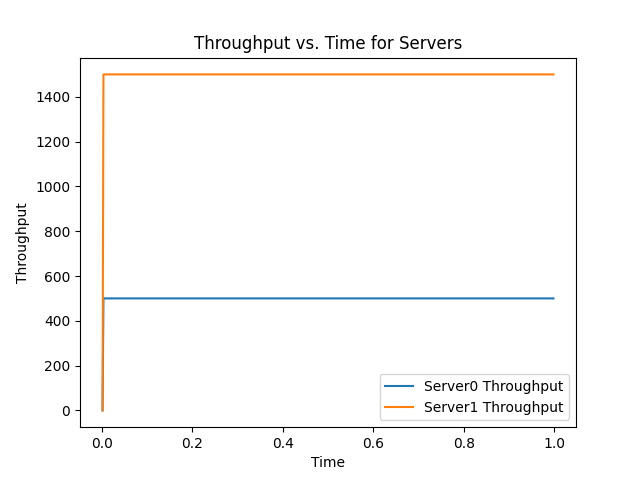 Throughput vs. Time for Servers
1400
1200
1000
800
600
400
200
0
Throughput
Server0 Throughput
Server1 Throughput
0.0 0.2 0.4 0.6 0.8 1.0
Time